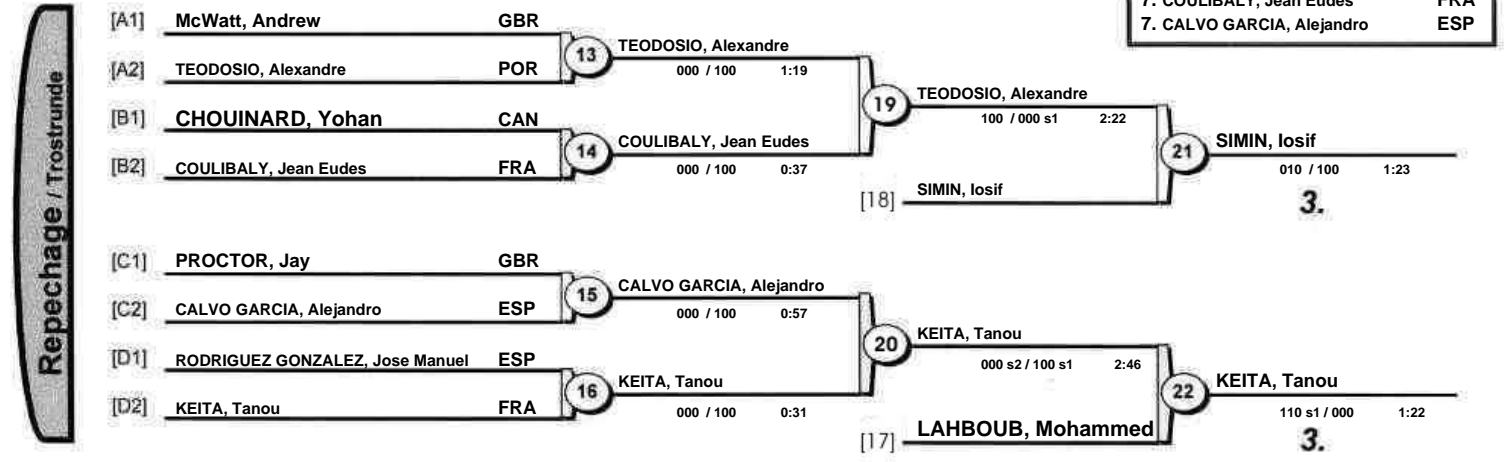 7. COULIBALY, Jean Eudes FRA
7. CALVO GARCIA, Alejandro ESP
Repechage / Trostrunde
[A1] McWatt, Andrew GBR
[A2] TEODOSIO, Alexandre POR
13
TEODOSIO, Alexandre
000 / 100 1:19
[B1] CHOUINARD, Yohan CAN
[B2] COULIBALY, Jean Eudes FRA
14
COULIBALY, Jean Eudes
000 / 100 0:37
19
TEODOSIO, Alexandre
100 / 000 s1 2:22
[18] SIMIN, Iosif
21
SIMIN, Iosif
010 / 100 1:23
3.
[C1] PROCTOR, Jay GBR
[C2] CALVO GARCIA, Alejandro ESP
15
CALVO GARCIA, Alejandro
000 / 100 0:57
[D1] RODRIGUEZ GONZALEZ, Jose Manuel ESP
[D2] KEITA, Tanou FRA
16
KEITA, Tanou
000 / 100 0:31
20
KEITA, Tanou
000 s2 / 100 s1 2:46
[17] LAHBOUB, Mohammed
22
KEITA, Tanou
110 s1 / 000 1:22
3.